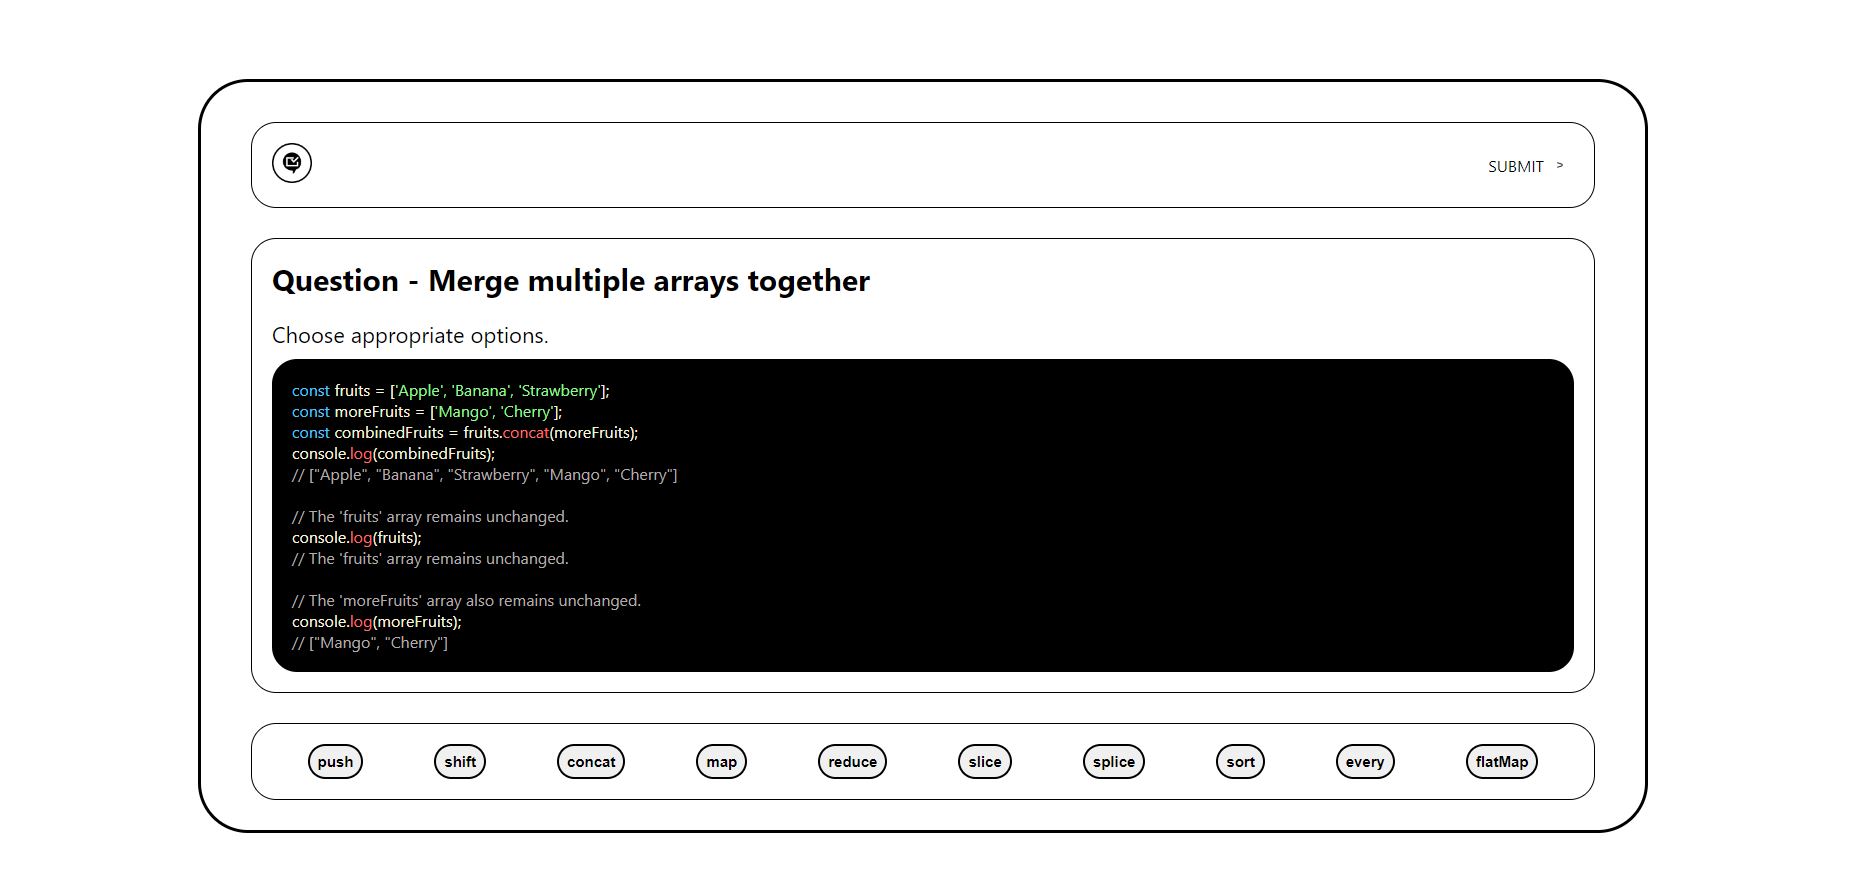 SUBMIT >
Question - Merge multiple arrays together
Choose appropriate options.
const fruits = ['Apple', 'Banana', 'Strawberry'];
const moreFruits = ['Mango', 'Cherry'];
const combinedFruits = fruits.concat(moreFruits);
console.log(combinedFruits);
// ["Apple", "Banana", "Strawberry", "Mango", "Cherry"]
// The 'fruits' array remains unchanged.
console.log(fruits);
// The 'fruits' array remains unchanged.
// The 'moreFruits' array also remains unchanged.
console.log(moreFruits);
// ["Mango", "Cherry"]
push shift concat map reduce slice splice sort every flatMap